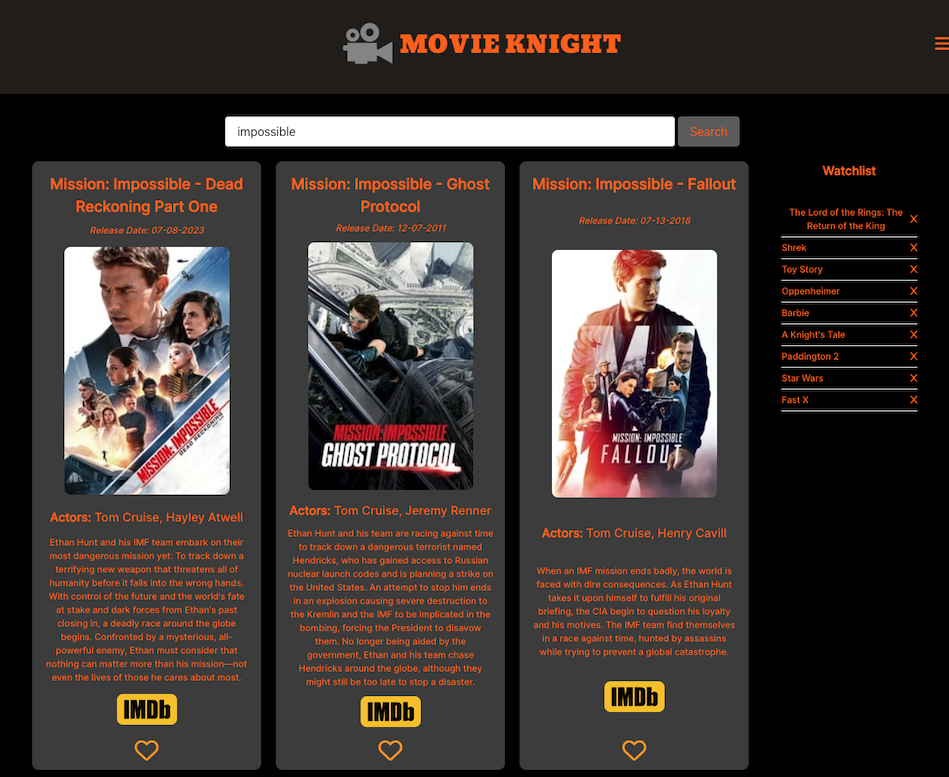 MOVIE KNIGHT
impossible
Search
Mission: Impossible - Dead
Reckoning Part One
Release Date: 07-08-2023
MISSION: IMPOSSIBLE
DEAD RECKONING
Actors: Tom Cruise, Hayley Atwell
Ethan Hunt and his IMF team embark on their
most dangerous mission yet: To track down a
terrifying new weapon that threatens all of
humanity before it falls into the wrong hands.
With control of the future and the world's fate
at stake and dark forces from Ethan's past
closing in, a deadly race around the globe
begins. Confronted by a mysterious, all-
powerful enemy, Ethan must consider that
nothing can matter more than his mission—not
even the lives of those he cares about most.
IMDb
Mission: Impossible - Ghost
Protocol
Release Date: 12-07-2011
MISSION: IMPOSSIBLE
GHOST PROTOCOL
Actors: Tom Cruise, Jeremy Renner
Ethan Hunt and his team are racing against time
to track down a dangerous terrorist named
Hendricks, who has gained access to Russian
nuclear launch codes and is planning a strike on
the United States. An attempt to stop him ends
in an explosion causing severe destruction to
the Kremlin and the IMF to be implicated in the
bombing, forcing the President to disavow
them. No longer being aided by the
government, Ethan and his team chase
Hendricks around the globe, although they
might still be too late to stop a disaster.
IMDb
Mission: Impossible - Fallout
Release Date: 07-13-2018
MISSION: IMPOSSIBLE
FALLOUT
Actors: Tom Cruise, Henry Cavill
When an IMF mission ends badly, the world is
faced with dire consequences. As Ethan Hunt
takes it upon himself to fulfill his original
briefing, the CIA begin to question his loyalty
and his motives. The IMF team find themselves
in a race against time, hunted by assassins
while trying to prevent a global catastrophe.
IMDb
Watchlist
The Lord of the Rings: The X
Return of the King
Shrek X
Toy Story X
Oppenheimer X
Barbie X
A Knight's Tale X
Paddington 2 X
Star Wars X
Fast X X